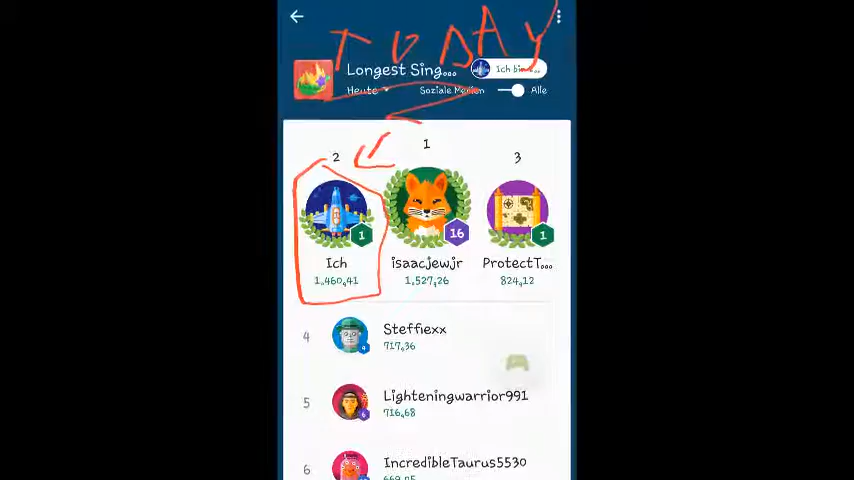 TODAY
Longest Sing...
Ich bin...
Heute
Soziale Medien
Alle
2
1
3
1
16
1
Ich
isaacjewjr
ProtectT...
1.460,41
1.527,26
824,12
4
Steffiexx
717,36
5
Lighteningwarrior991
716,68
6
IncredibleTaurus5530